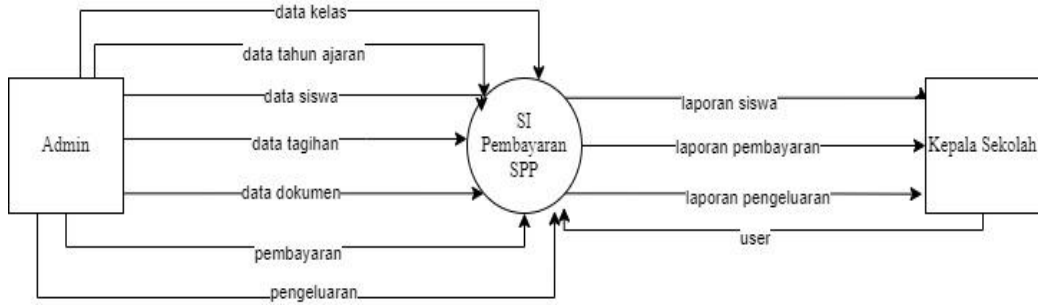 data kelas
data tahun ajaran
data siswa
data tagihan
data dokumen
pembayaran
pengeluaran
Admin
SI
Pembayaran
SPP
laporan siswa
laporan pembayaran
laporan pengeluaran
user
Kepala Sekolah